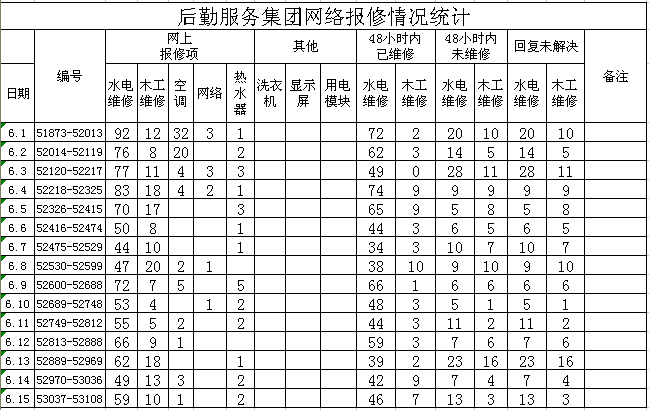 后勤服务集团网络报修情况统计
日期 编号 网上报修项 其他 48小时内已维修 48小时内未维修 回复未解决 备注
水电维修 木工维修 空调 网络 热水器 洗衣机 显示屏 用电模块 水电维修 木工维修 水电维修 木工维修 水电维修 木工维修
6.1 51873-52013 92 12 32 3 1 72 2 20 10 20 10
6.2 52014-52119 76 8 20 2 62 3 14 5 14 5
6.3 52120-52217 77 11 4 3 3 49 0 28 11 28 11
6.4 52218-52325 83 18 4 2 1 74 9 9 9 9 9
6.5 52326-52415 70 17 3 65 9 5 8 5 8
6.6 52416-52474 50 8 1 44 3 6 5 6 5
6.7 52475-52529 44 10 1 34 3 10 7 10 7
6.8 52530-52599 47 20 2 1 38 10 9 10 9 10
6.9 52600-52688 72 7 5 5 66 1 6 6 6 6
6.10 52689-52748 53 4 1 2 48 3 5 1 5 1
6.11 52749-52812 55 5 2 2 44 3 11 2 11 2
6.12 52813-52888 66 9 1 59 3 7 6 7 6
6.13 52889-52969 62 18 1 39 2 23 16 23 16
6.14 52970-53036 49 13 3 2 42 9 7 4 7 4
6.15 53037-53108 59 10 1 2 46 7 13 3 13 3